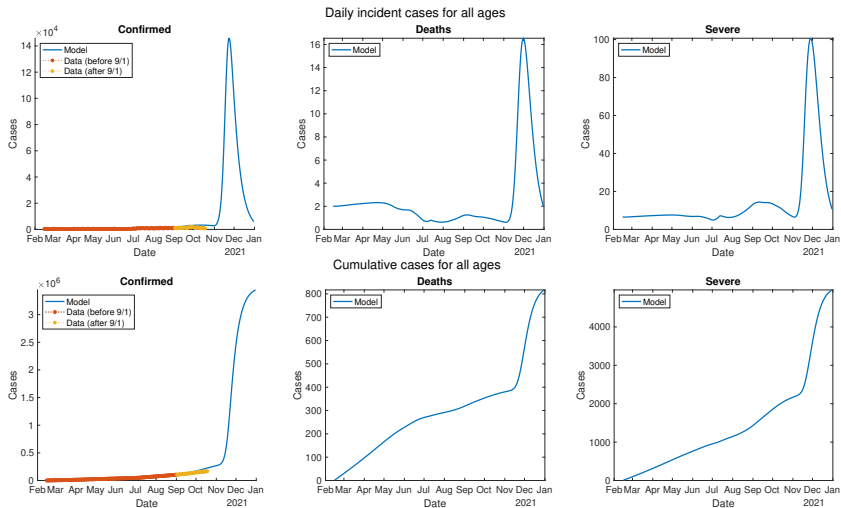 Daily incident cases for all ages
Confirmed
×10⁴
14
12
10
8
6
4
2
0
Cases
Model
Data (before 9/1)
Data (after 9/1)
Feb Mar Apr May Jun Jul Aug Sep Oct Nov Dec Jan
Date
2021
Deaths
16
14
12
10
8
6
4
2
0
Cases
Model
Feb Mar Apr May Jun Jul Aug Sep Oct Nov Dec Jan
Date
2021
Severe
100
80
60
40
20
0
Cases
Model
Feb Mar Apr May Jun Jul Aug Sep Oct Nov Dec Jan
Date
2021
Cumulative cases for all ages
Confirmed
×10⁶
3
2.5
2
1.5
1
0.5
0
Cases
Model
Data (before 9/1)
Data (after 9/1)
Feb Mar Apr May Jun Jul Aug Sep Oct Nov Dec Jan
Date
2021
Deaths
800
700
600
500
400
300
200
100
0
Cases
Model
Feb Mar Apr May Jun Jul Aug Sep Oct Nov Dec Jan
Date
2021
Severe
4000
3000
2000
1000
0
Cases
Model
Feb Mar Apr May Jun Jul Aug Sep Oct Nov Dec Jan
Date
2021